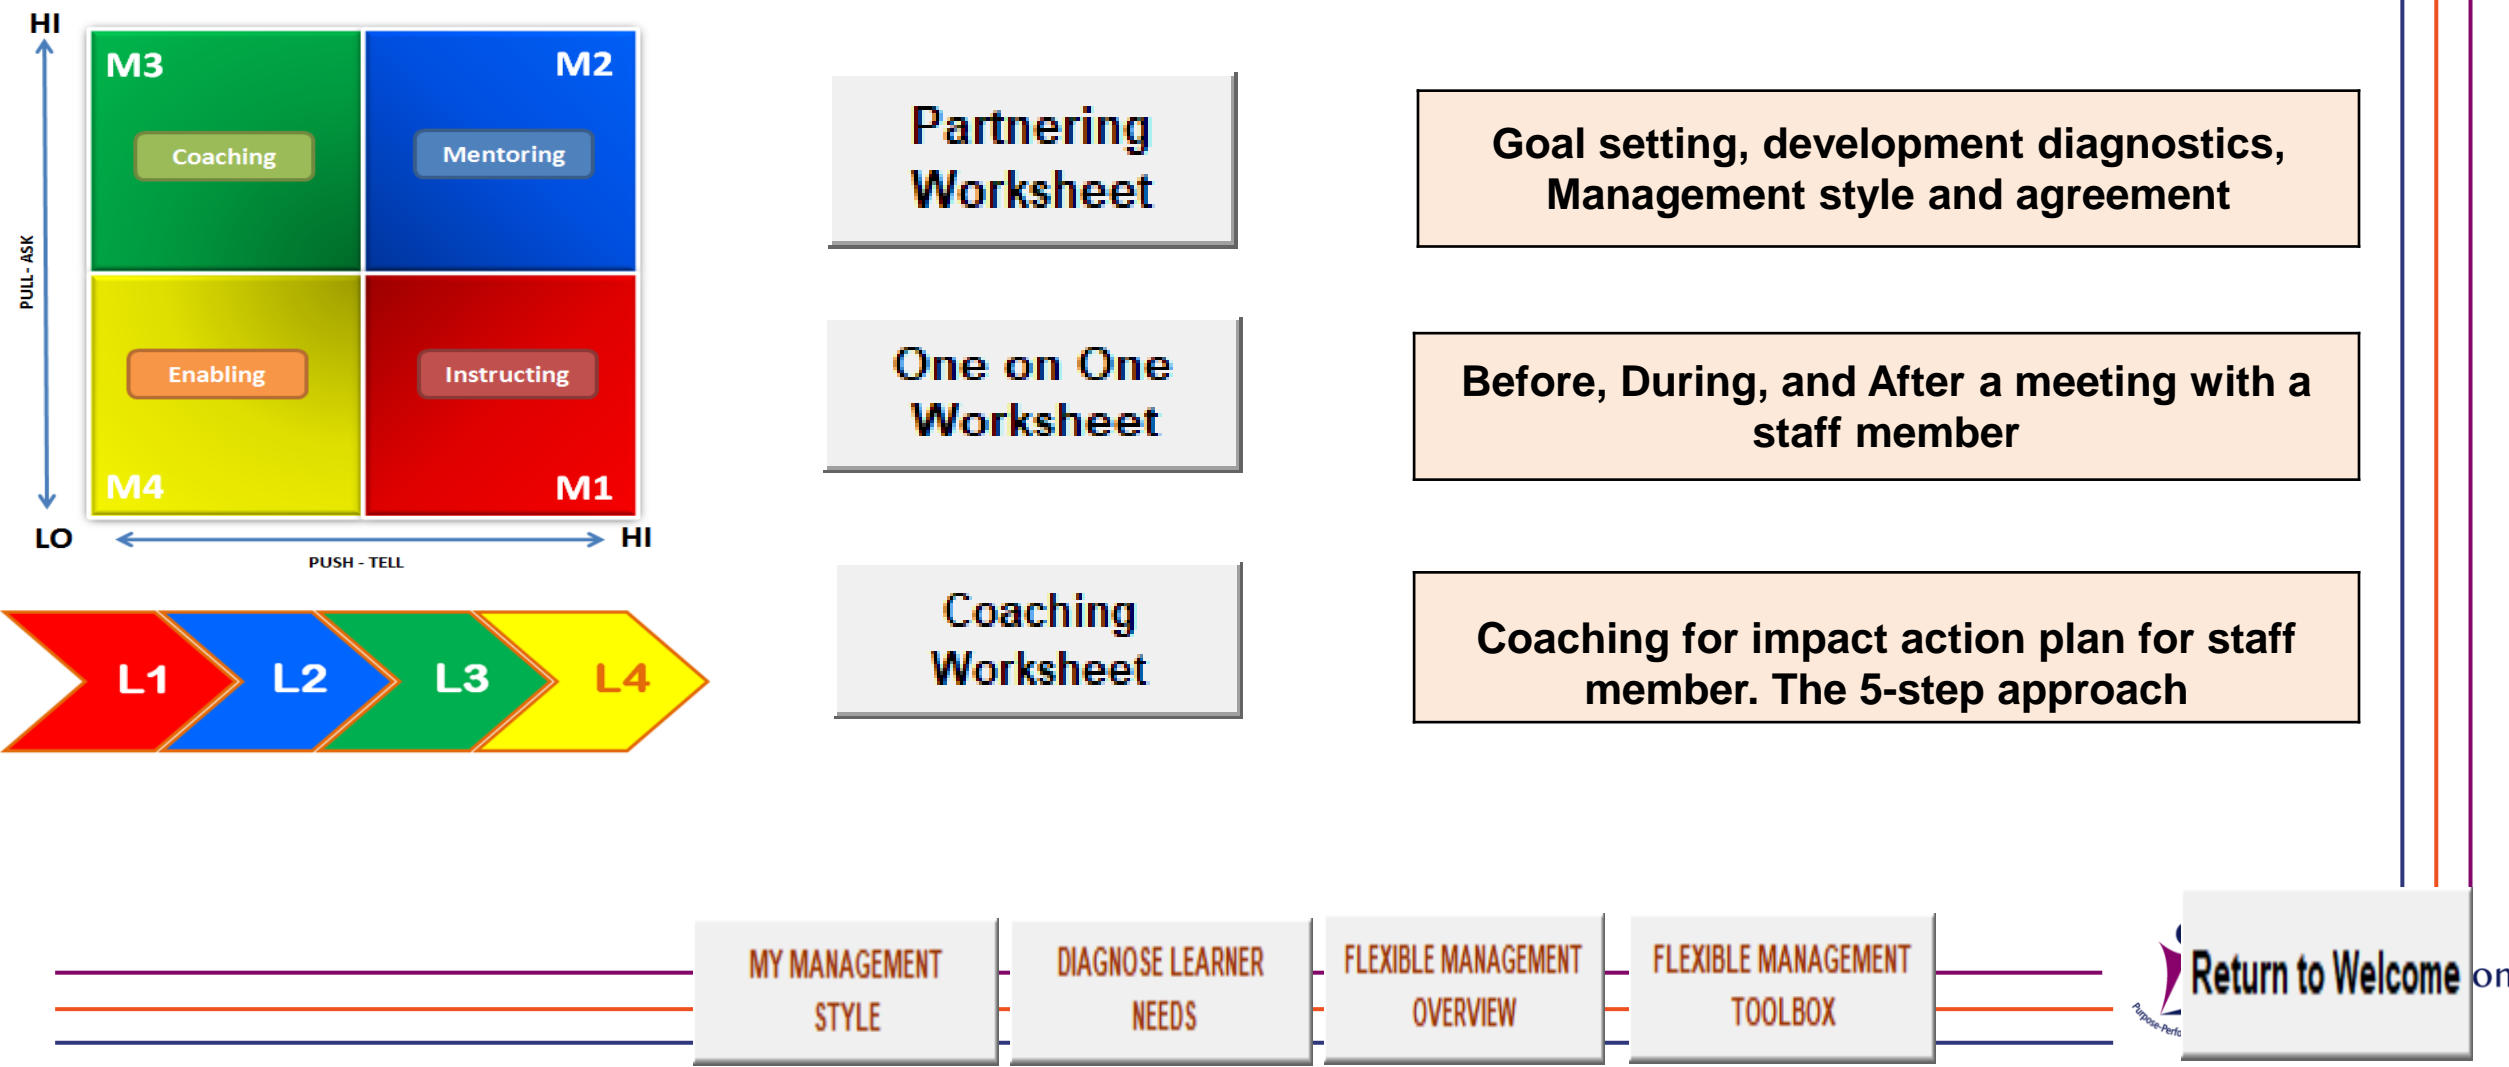 HI
M3
M2
Coaching
Mentoring
PULL- ASK
Enabling
Instructing
M4
M1
LO
HI
PUSH - TELL
L1
L2
L3
L4
Partnering
Worksheet
Goal setting, development diagnostics,
Management style and agreement
One on One
Worksheet
Before, During, and After a meeting with a
staff member
Coaching
Worksheet
Coaching for impact action plan for staff
member. The 5-step approach
MY MANAGEMENT
STYLE
DIAGNOSE LEARNER
NEEDS
FLEXIBLE MANAGEMENT
OVERVIEW
FLEXIBLE MANAGEMENT
TOOLBOX
Return to Welcome